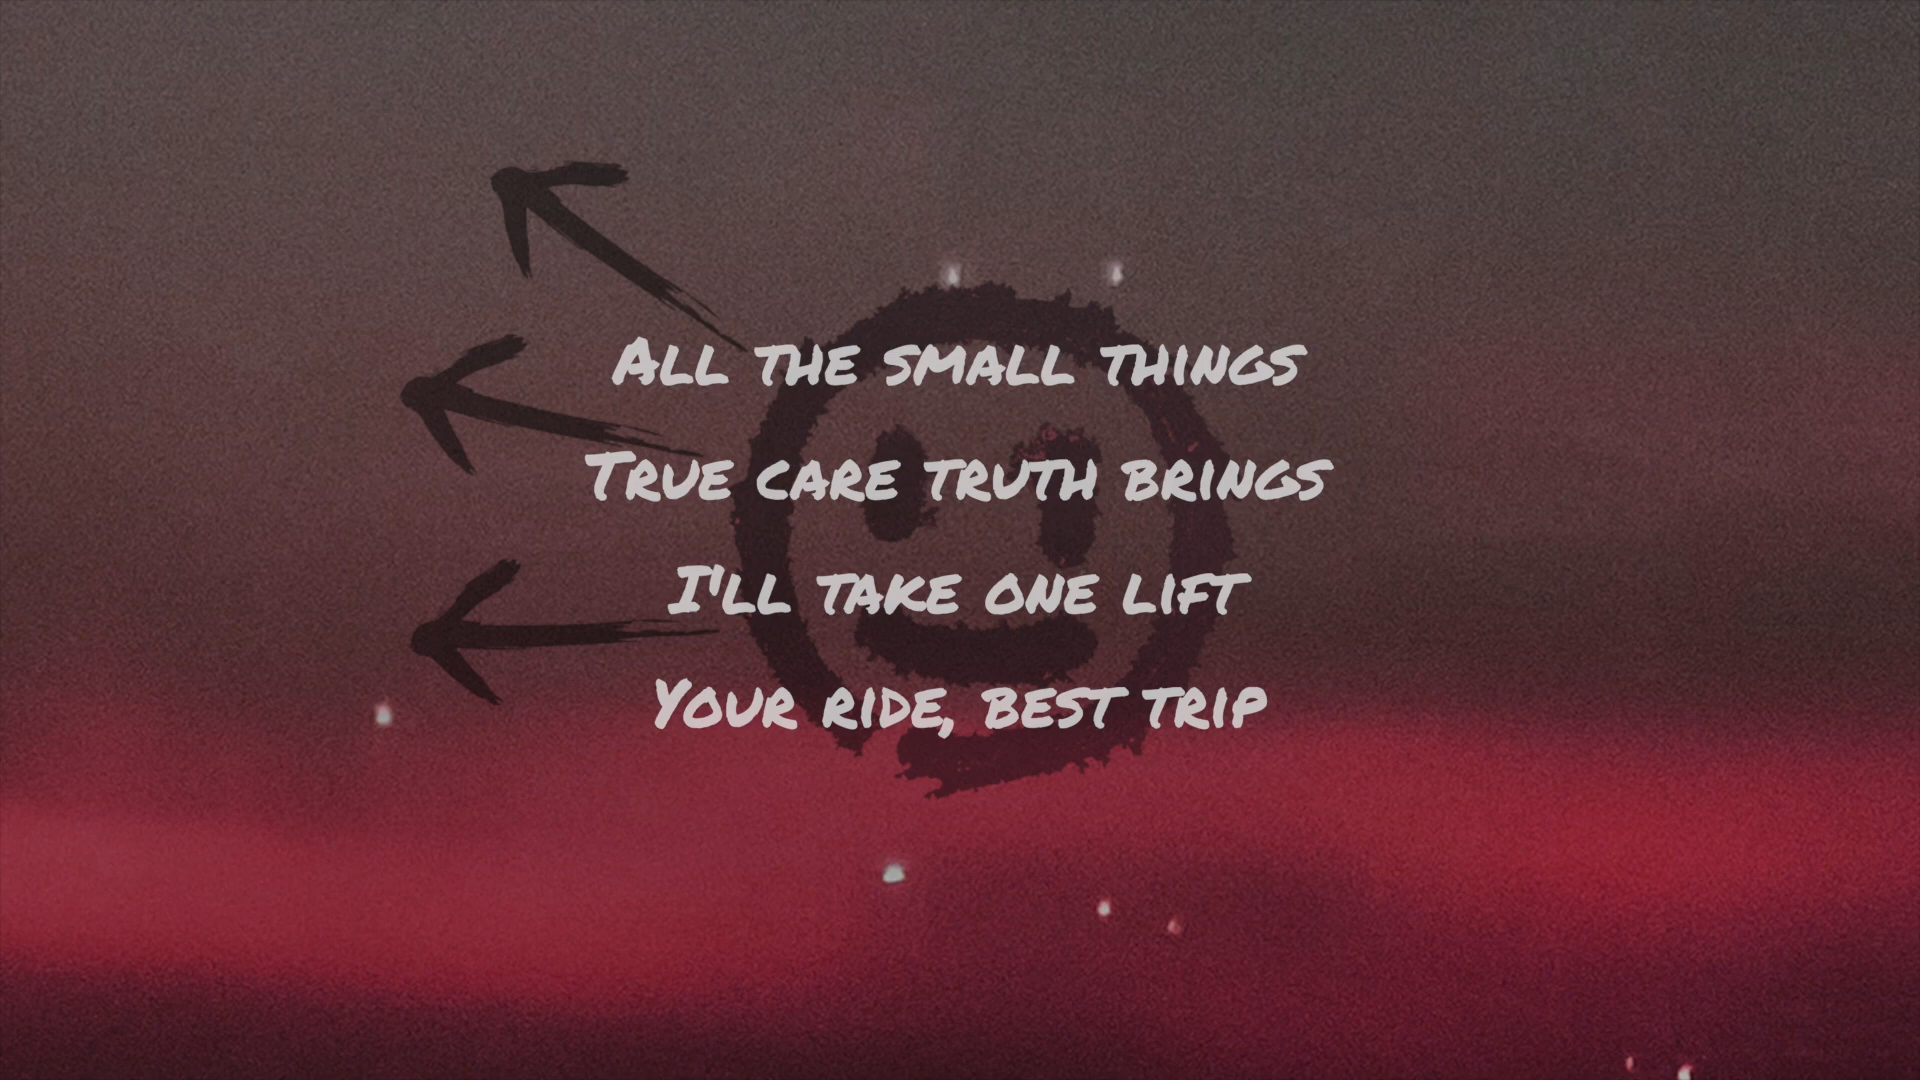 All the small things
True care truth brings
I'll take one lift
Your ride, best trip